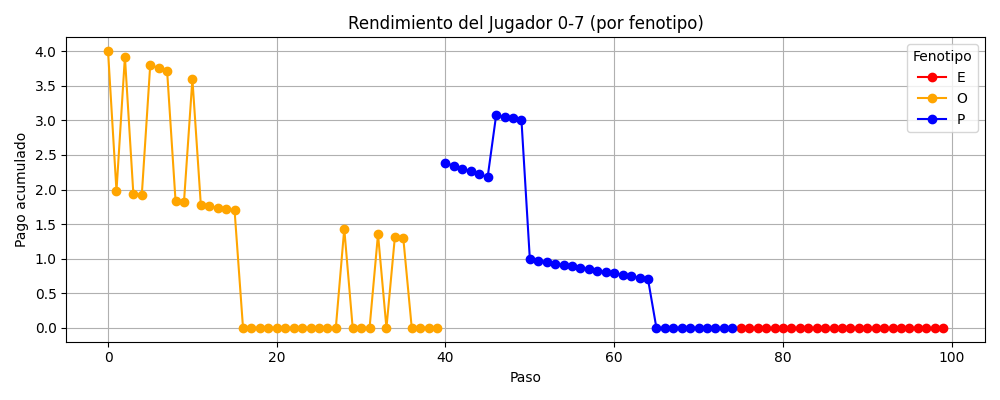 Rendimiento del Jugador 0-7 (por fenotipo)
Pago acumulado
4.0
3.5
3.0
2.5
2.0
1.5
1.0
0.5
0.0
Fenotipo
E
O
P
0
20
40
60
80
100
Paso